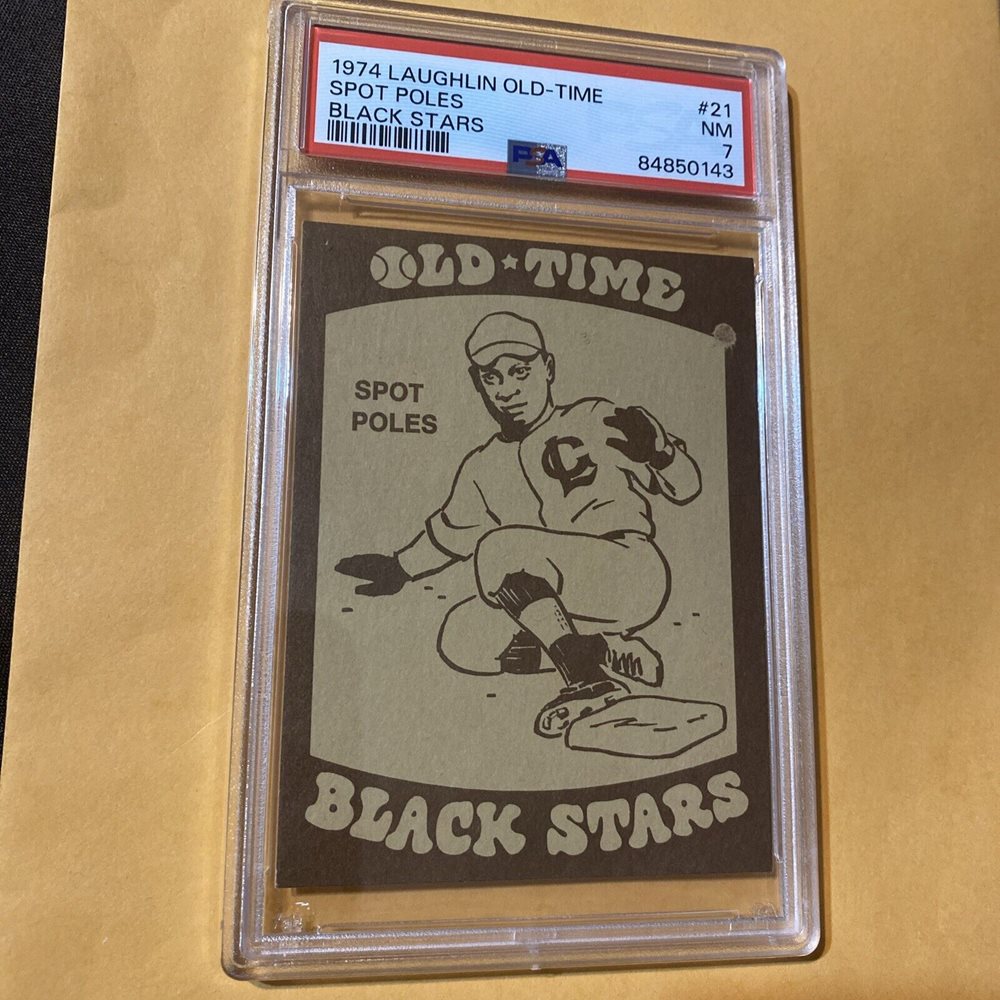 1974 LAUGHLIN OLD-TIME #21
SPOT POLES NM
BLACK STARS 7
PSA 84850143
OLD★TIME
SPOT
POLES
CL
BLACK STARS